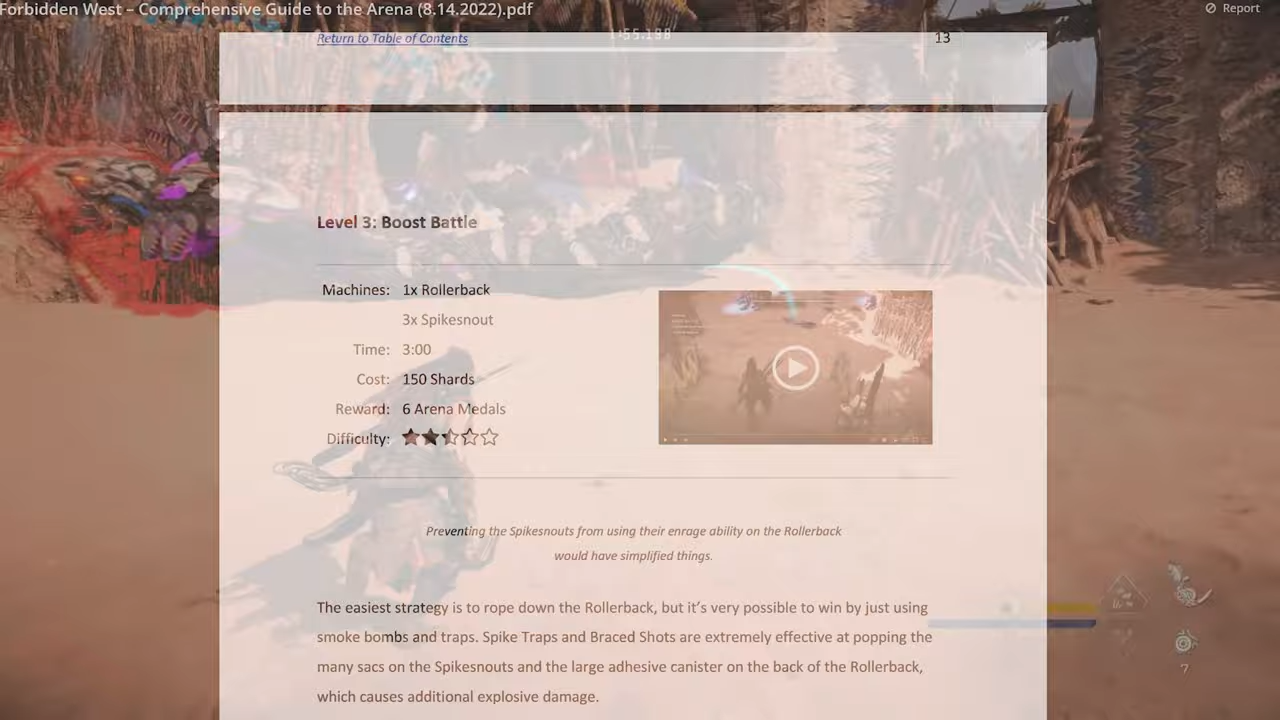 Forbidden West – Comprehensive Guide to the Arena (8.14.2022).pdf
Report
Return to Table of Contents
13
Level 3: Boost Battle
Machines: 1x Rollerback
3x Spikesnout
Time: 3:00
Cost: 150 Shards
Reward: 6 Arena Medals
Difficulty:
Preventing the Spikesnouts from using their enrage ability on the Rollerback
would have simplified things.
The easiest strategy is to rope down the Rollerback, but it’s very possible to win by just using
smoke bombs and traps. Spike Traps and Braced Shots are extremely effective at popping the
many sacs on the Spikesnouts and the large adhesive canister on the back of the Rollerback,
which causes additional explosive damage.
7